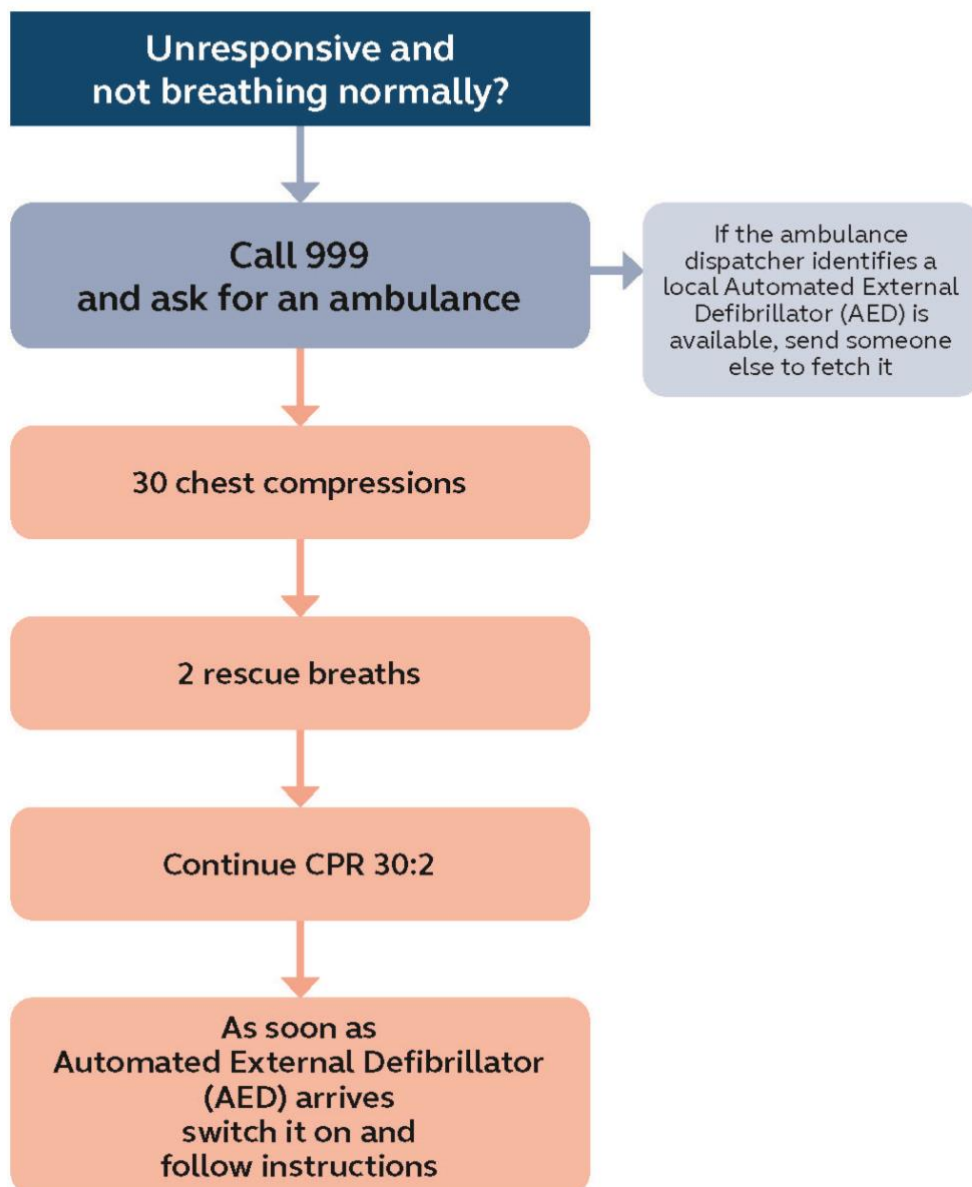 Unresponsive and
not breathing normally?
Call 999
and ask for an ambulance
If the ambulance
dispatcher identifies a
local Automated External
Defibrillator (AED) is
available, send someone
else to fetch it
30 chest compressions
2 rescue breaths
Continue CPR 30:2
As soon as
Automated External Defibrillator
(AED) arrives
switch it on and
follow instructions